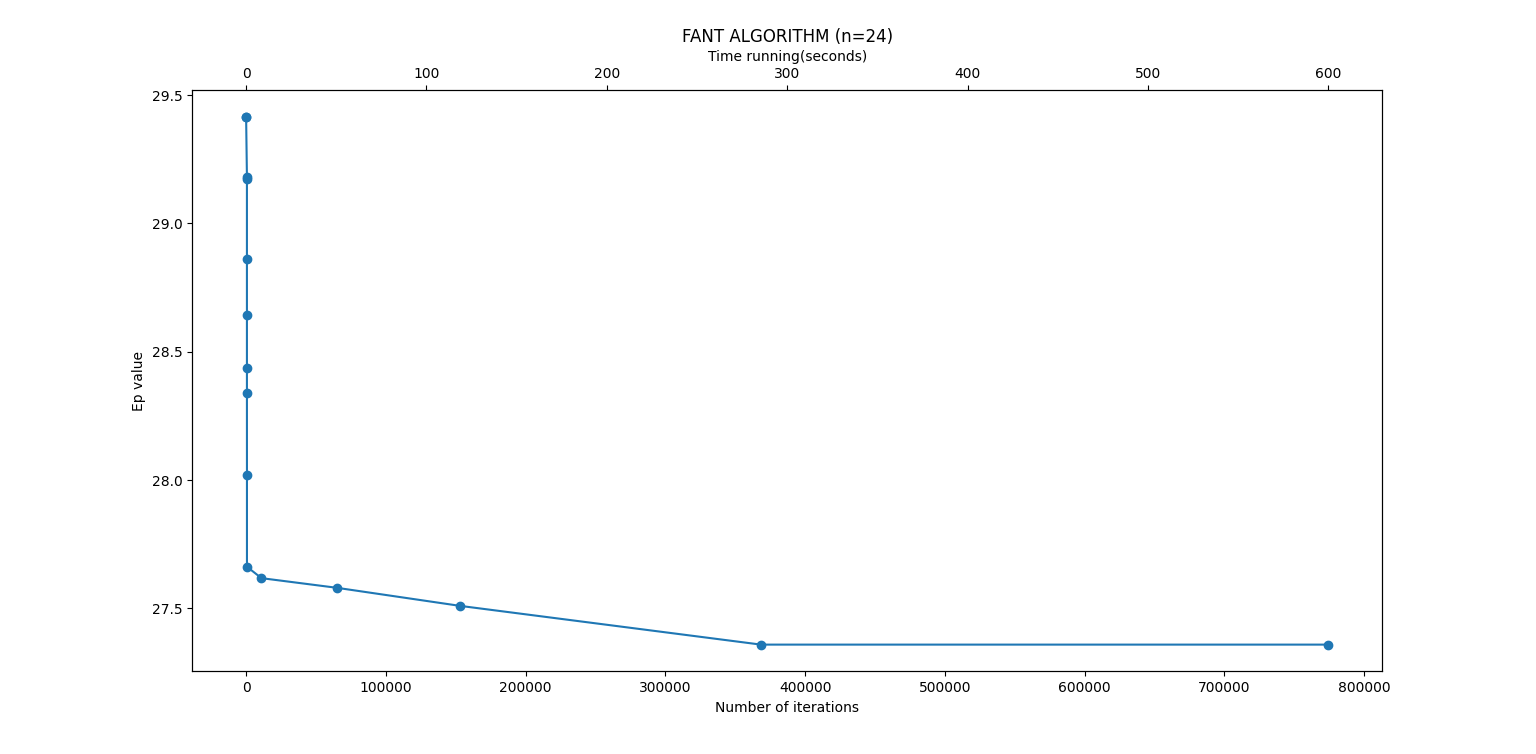 FANT ALGORITHM (n=24)
Time running(seconds)
0 100 200 300 400 500 600
29.5
29.0
28.5
28.0
27.5
Ep value
0 100000 200000 300000 400000 500000 600000 700000 800000
Number of iterations